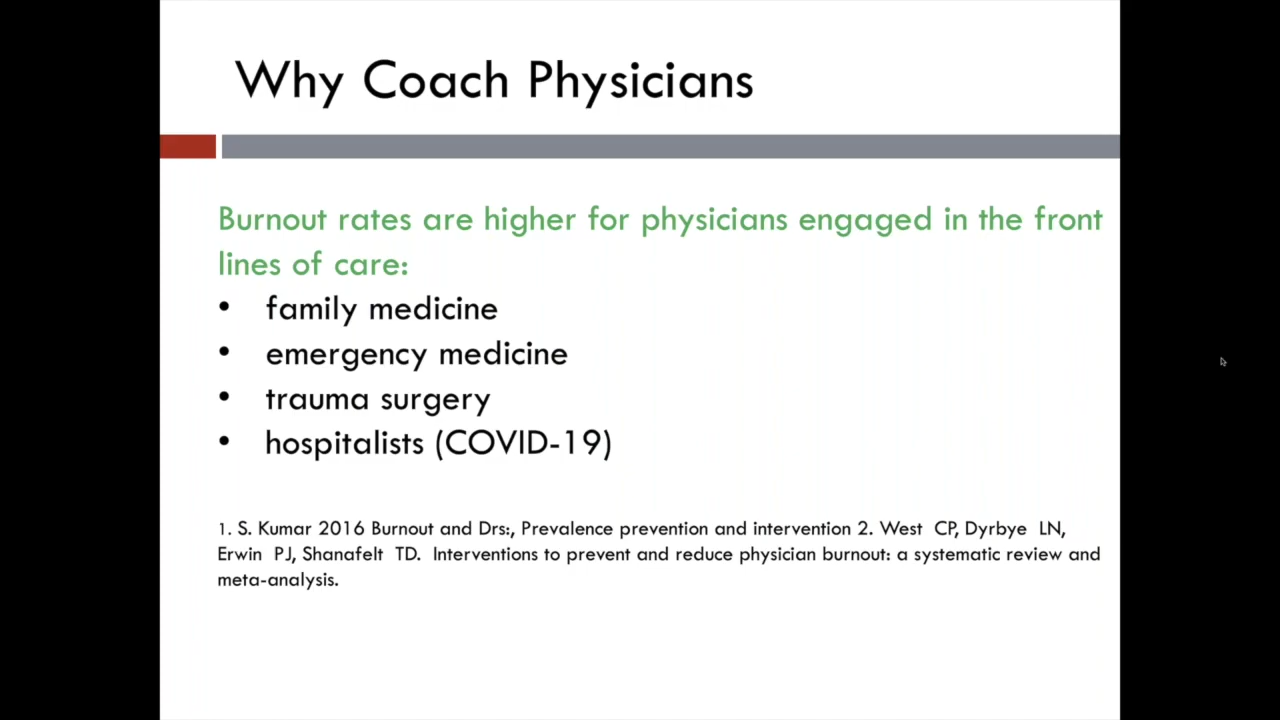 Why Coach Physicians
Burnout rates are higher for physicians engaged in the front
lines of care:
• family medicine
• emergency medicine
• trauma surgery
• hospitalists (COVID-19)
1. S. Kumar 2016 Burnout and Drs:, Prevalence prevention and intervention 2. West CP, Dyrbye LN,
Erwin PJ, Shanafelt TD. Interventions to prevent and reduce physician burnout: a systematic review and
meta-analysis.